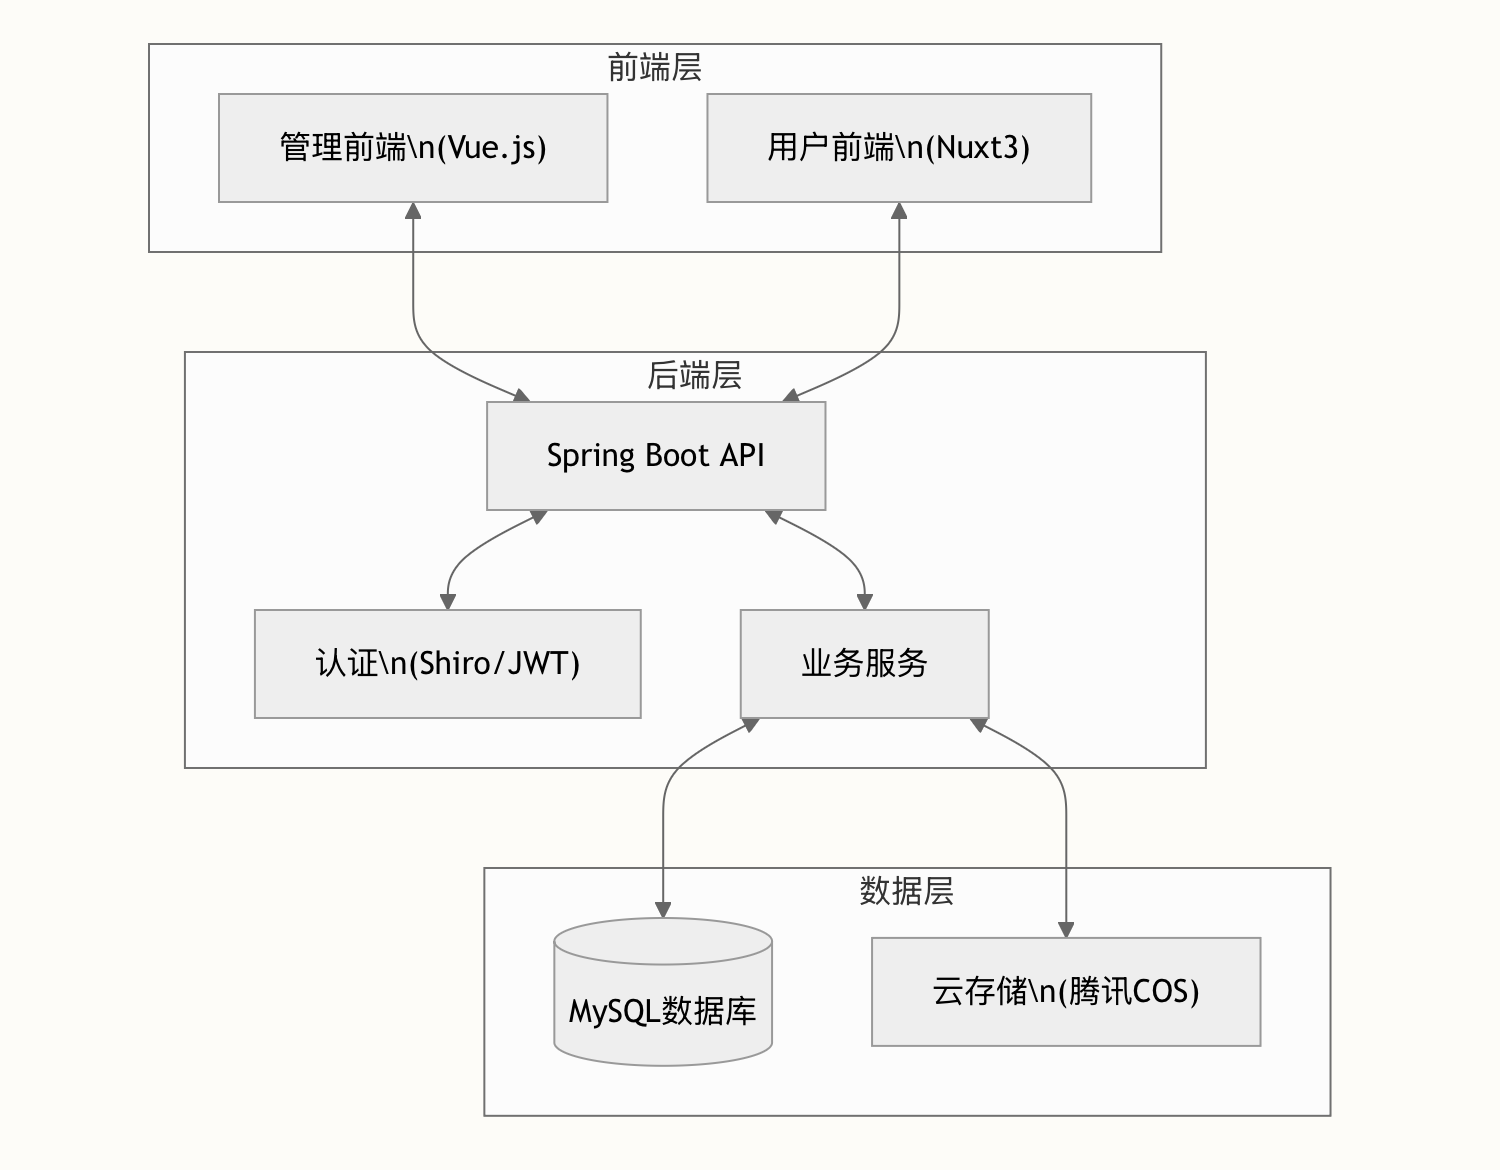 前端层
管理前端\n(Vue.js)
用户前端\n(Nuxt3)
后端层
Spring Boot API
认证\n(Shiro/JWT)
业务服务
数据层
MySQL数据库
云存储\n(腾讯COS)